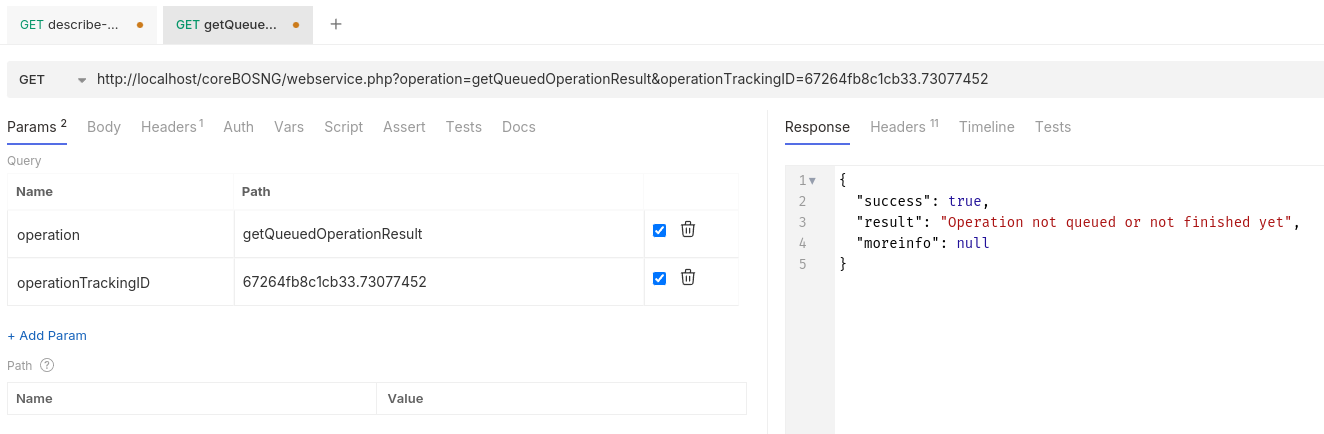 GET describe-...
GET getQueue...
+
GET http://localhost/coreBOSNG/webservice.php?operation=getQueuedOperationResult&operationTrackingID=67264fb8c1cb33.73077452
Params 2 Body Headers 1 Auth Vars Script Assert Tests Docs
Query
Name Path
operation getQueuedOperationResult
operationTrackingID 67264fb8c1cb33.73077452
+ Add Param
Path ?
Name Value
Response Headers 11 Timeline Tests
1 {
2 "success": true,
3 "result": "Operation not queued or not finished yet",
4 "moreinfo": null
5 }